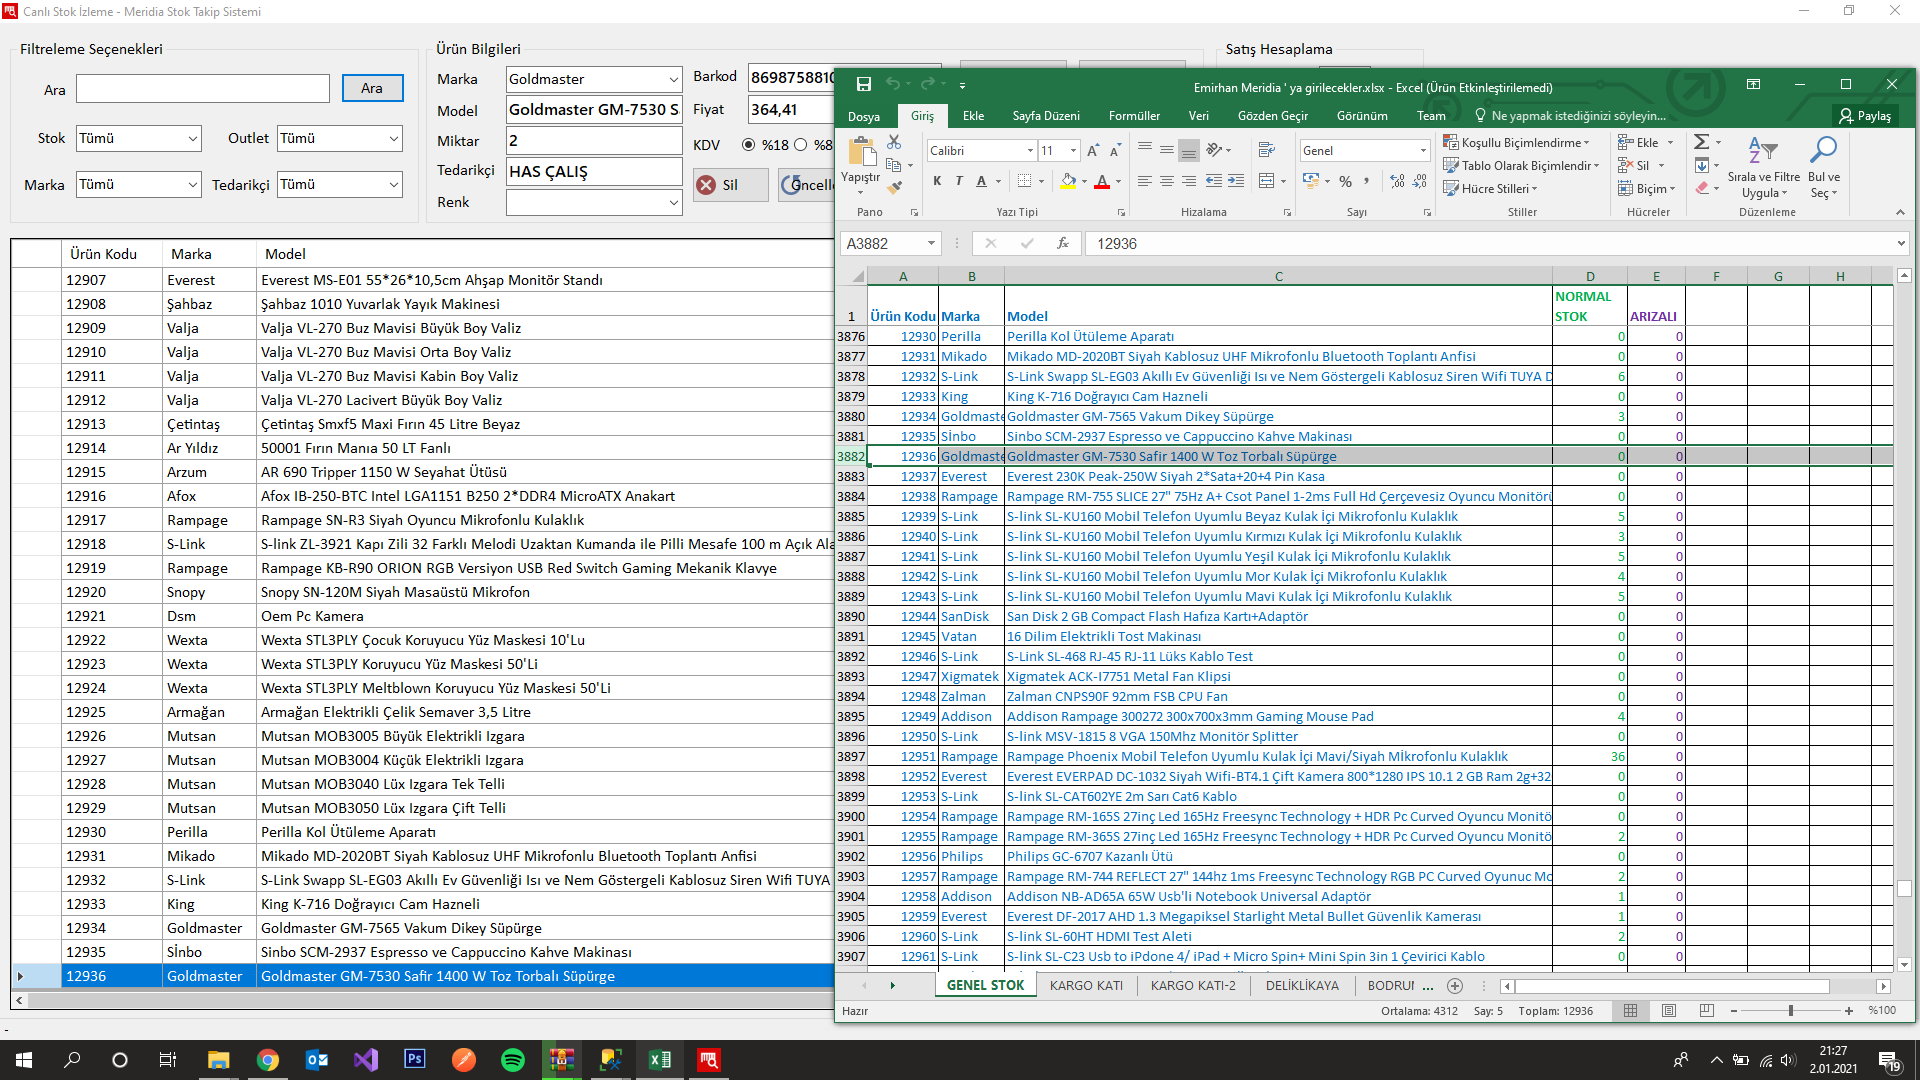 Canlı Stok İzleme - Meridia Stok Takip Sistemi
Filtreleme Seçenekleri
Ara
Ara
Stok Tümü
Outlet Tümü
Marka Tümü
Tedarikçi Tümü
Ürün Bilgileri
Marka Goldmaster
Model Goldmaster GM-7530 S
Miktar 2
Tedarikçi HAS ÇALIŞ
Renk
Barkod 8698758810
Fiyat 364,41
KDV %18 %8
Sil
Güncelle
Satış Hesaplama
Ürün Kodu Marka Model
12907 Everest Everest MS-E01 55*26*10,5cm Ahşap Monitör Standı
12908 Şahbaz Şahbaz 1010 Yuvarlak Yayık Makinesi
12909 Valja Valja VL-270 Buz Mavisi Büyük Boy Valiz
12910 Valja Valja VL-270 Buz Mavisi Orta Boy Valiz
12911 Valja Valja VL-270 Buz Mavisi Kabin Boy Valiz
12912 Valja Valja VL-270 Lacivert Büyük Boy Valiz
12913 Çetintaş Çetintaş Smxf5 Maxi Fırın 45 Litre Beyaz
12914 Ar Yıldız 50001 Fırın Manıa 50 LT Fanlı
12915 Arzum AR 690 Tripper 1150 W Seyahat Ütüsü
12916 Afox Afox IB-250-BTC Intel LGA1151 B250 2*DDR4 MicroATX Anakart
12917 Rampage Rampage SN-R3 Siyah Oyuncu Mikrofonlu Kulaklık
12918 S-Link S-link ZL-3921 Kapı Zili 32 Farklı Melodi Uzaktan Kumanda ile Pilli Mesafe 100 m Açık Ala
12919 Rampage Rampage KB-R90 ORION RGB Versiyon USB Red Switch Gaming Mekanik Klavye
12920 Snopy Snopy SN-120M Siyah Masaüstü Mikrofon
12921 Dsm Oem Pc Kamera
12922 Wexta Wexta STL3PLY Çocuk Koruyucu Yüz Maskesi 10'Lu
12923 Wexta Wexta STL3PLY Koruyucu Yüz Maskesi 50'Li
12924 Wexta Wexta STL3PLY Meltblown Koruyucu Yüz Maskesi 50'Li
12925 Armağan Armağan Elektrikli Çelik Semaver 3,5 Litre
12926 Mutsan Mutsan MOB3005 Büyük Elektrikli Izgara
12927 Mutsan Mutsan MOB3004 Küçük Elektrikli Izgara
12928 Mutsan Mutsan MOB3040 Lüx Izgara Tek Telli
12929 Mutsan Mutsan MOB3050 Lüx Izgara Çift Telli
12930 Perilla Perilla Kol Ütüleme Aparatı
12931 Mikado Mikado MD-2020BT Siyah Kablosuz UHF Mikrofonlu Bluetooth Toplantı Anfisi
12932 S-Link S-Link Swapp SL-EG03 Akıllı Ev Güvenliği Isı ve Nem Göstergeli Kablosuz Siren Wifi TUYA
12933 King King K-716 Doğrayıcı Cam Hazneli
12934 Goldmaster Goldmaster GM-7565 Vakum Dikey Süpürge
12935 Sİnbo Sinbo SCM-2937 Espresso ve Cappuccino Kahve Makinası
12936 Goldmaster Goldmaster GM-7530 Safir 1400 W Toz Torbalı Süpürge
-
Emirhan Meridia ' ya girilecekler.xlsx - Excel (Ürün Etkinleştirilemedi)
Dosya Giriş Ekle Sayfa Düzeni Formüller Veri Gözden Geçir Görünüm Team Ne yapmak istediğinizi söyleyin... Paylaş
Yapıştır
Calibri 11
K T A
Genel
Koşullu Biçimlendirme
Tablo Olarak Biçimlendir
Hücre Stilleri
Ekle
Sil
Biçim
Sırala ve Filtre Uygula
Bul ve Seç
Pano Yazı Tipi Hizalama Sayı Stiller Hücreler Düzenleme
A3882 fx 12936
A B C D E F G H
1 Ürün Kodu Marka Model NORMAL STOK ARIZALI
3876 12930 Perilla Perilla Kol Ütüleme Aparatı 0 0
3877 12931 Mikado Mikado MD-2020BT Siyah Kablosuz UHF Mikrofonlu Bluetooth Toplantı Anfisi 0 0
3878 12932 S-Link S-Link Swapp SL-EG03 Akıllı Ev Güvenliği Isı ve Nem Göstergeli Kablosuz Siren Wifi TUYA D 6 0
3879 12933 King King K-716 Doğrayıcı Cam Hazneli 0 0
3880 12934 Goldmaste Goldmaster GM-7565 Vakum Dikey Süpürge 3 0
3881 12935 Sİnbo Sinbo SCM-2937 Espresso ve Cappuccino Kahve Makinası 0 0
3882 12936 Goldmaste Goldmaster GM-7530 Safir 1400 W Toz Torbalı Süpürge 0 0
3883 12937 Everest Everest 230K Peak-250W Siyah 2*Sata+20+4 Pin Kasa 0 0
3884 12938 Rampage Rampage RM-755 SLICE 27" 75Hz A+ Csot Panel 1-2ms Full Hd Çerçevesiz Oyuncu Monitörü 0 0
3885 12939 S-Link S-link SL-KU160 Mobil Telefon Uyumlu Beyaz Kulak İçi Mikrofonlu Kulaklık 5 0
3886 12940 S-Link S-link SL-KU160 Mobil Telefon Uyumlu Kırmızı Kulak İçi Mikrofonlu Kulaklık 3 0
3887 12941 S-Link S-link SL-KU160 Mobil Telefon Uyumlu Yeşil Kulak İçi Mikrofonlu Kulaklık 5 0
3888 12942 S-Link S-link SL-KU160 Mobil Telefon Uyumlu Mor Kulak İçi Mikrofonlu Kulaklık 4 0
3889 12943 S-Link S-link SL-KU160 Mobil Telefon Uyumlu Mavi Kulak İçi Mikrofonlu Kulaklık 5 0
3890 12944 SanDisk San Disk 2 GB Compact Flash Hafıza Kartı+Adaptör 0 0
3891 12945 Vatan 16 Dilim Elektrikli Tost Makinası 0 0
3892 12946 S-Link S-Link SL-468 RJ-45 RJ-11 Lüks Kablo Test 0 0
3893 12947 Xigmatek Xigmatek ACK-I7751 Metal Fan Klipsi 0 0
3894 12948 Zalman Zalman CNPS90F 92mm FSB CPU Fan 0 0
3895 12949 Addison Addison Rampage 300272 300x700x3mm Gaming Mouse Pad 4 0
3896 12950 S-Link S-link MSV-1815 8 VGA 150Mhz Monitör Splitter 0 0
3897 12951 Rampage Rampage Phoenix Mobil Telefon Uyumlu Kulak İçi Mavi/Siyah Mİkrofonlu Kulaklık 36 0
3898 12952 Everest Everest EVERPAD DC-1032 Siyah Wifi-BT4.1 Çift Kamera 800*1280 IPS 10.1 2 GB Ram 2g+32 0 0
3899 12953 S-Link S-link SL-CAT602YE 2m Sarı Cat6 Kablo 0 0
3900 12954 Rampage Rampage RM-165S 27inç Led 165Hz Freesync Technology + HDR Pc Curved Oyuncu Monitö 0 0
3901 12955 Rampage Rampage RM-365S 27inç Led 165Hz Freesync Technology + HDR Pc Curved Oyuncu Monitö 2 0
3902 12956 Philips Philips GC-6707 Kazanlı Ütü 0 0
3903 12957 Rampage Rampage RM-744 REFLECT 27" 144hz 1ms Freesync Technology RGB PC Curved Oyunuc Mo 2 0
3904 12958 Addison Addison NB-AD65A 65W Usb'li Notebook Universal Adaptör 1 0
3905 12959 Everest Everest DF-2017 AHD 1.3 Megapiksel Starlight Metal Bullet Güvenlik Kamerası 1 0
3906 12960 S-Link S-link SL-60HT HDMI Test Aleti 2 0
3907 12961 S-Link S-link SL-C23 Usb to iPdone 4/ iPad + Micro Spin+ Mini Spin 3in 1 Çevirici Kablo 0 0
GENEL STOK KARGO KATI KARGO KATI-2 DELİKLİKAYA BODRUM ...
Hazır Ortalama: 4312 Say: 5 Toplam: 12936 %100
21:27
2.01.2021
19